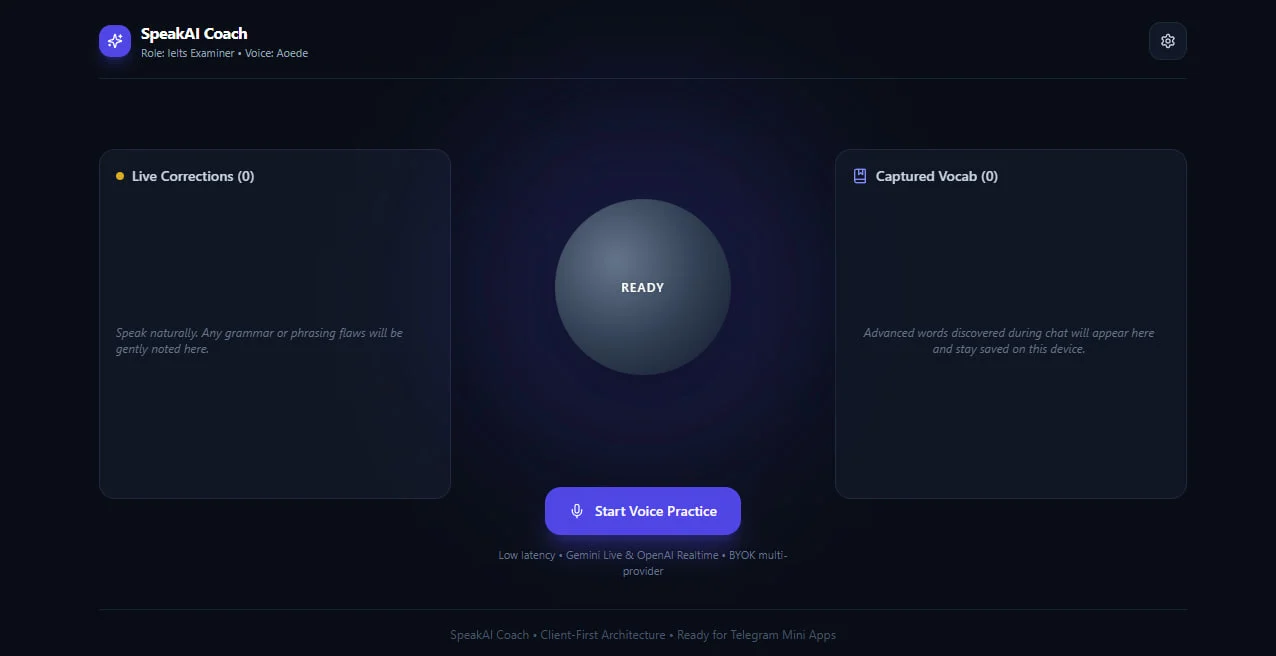 SpeakAI Coach
Role: Ielts Examiner • Voice: Aoede
Live Corrections (0)
Speak naturally. Any grammar or phrasing flaws will be
gently noted here.
READY
Start Voice Practice
Low latency • Gemini Live & OpenAI Realtime • BYOK multi-
provider
Captured Vocab (0)
Advanced words discovered during chat will appear here
and stay saved on this device.
SpeakAI Coach • Client-First Architecture • Ready for Telegram Mini Apps